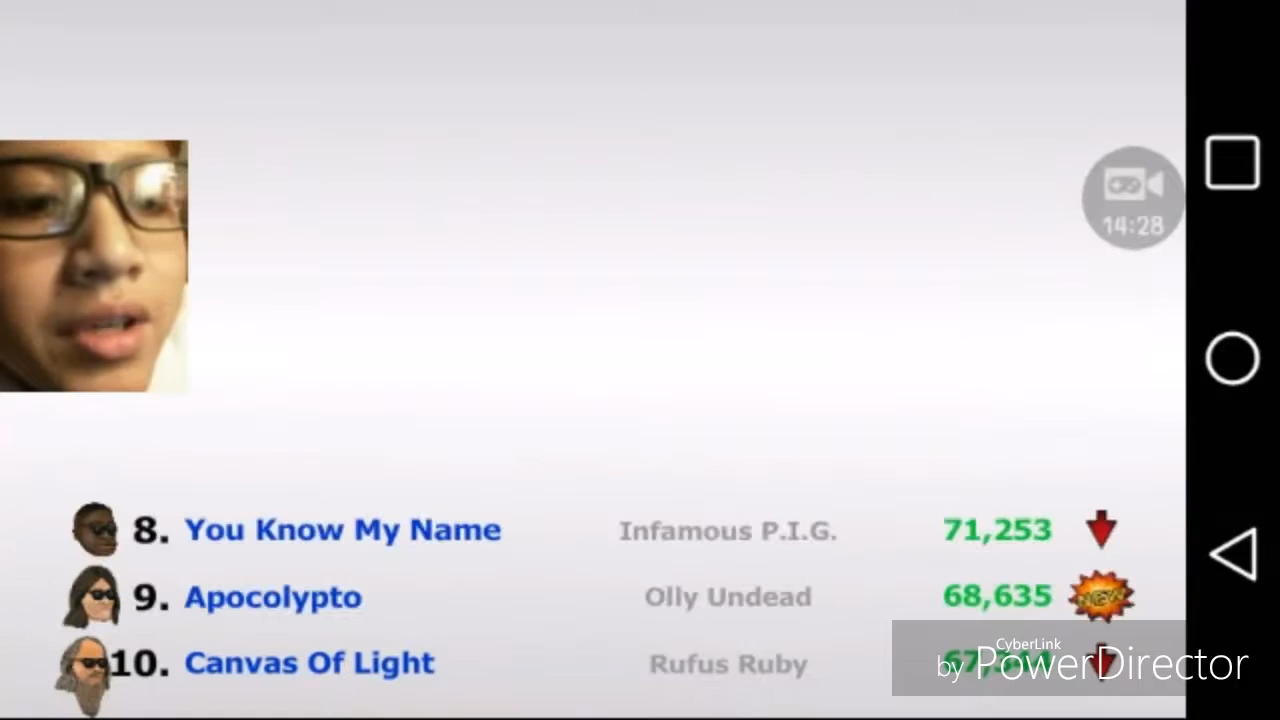 14:28
8. You Know My Name Infamous P.I.G. 71,253
9. Apocolypto Olly Undead 68,635
NEW
10. Canvas Of Light Rufus Ruby
CyberLink
by PowerDirector